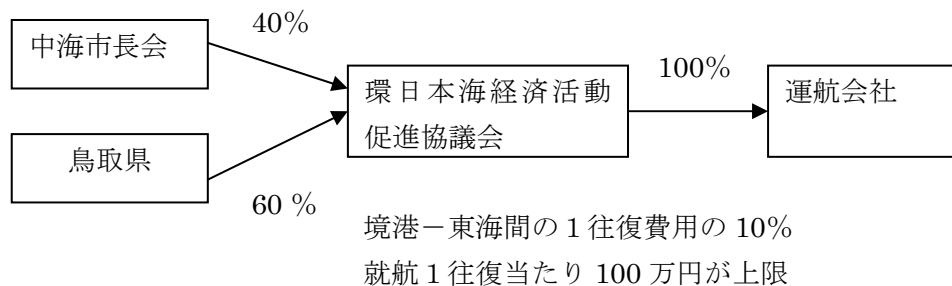 40%
中海市長会
100%
環日本海経済活動
促進協議会
運航会社
鳥取県
60 %
境港－東海間の１往復費用の 10%
就航１往復当たり 100 万円が上限